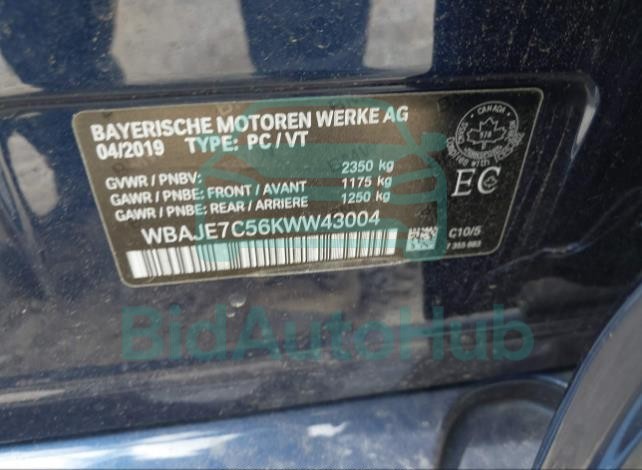 BAYERISCHE MOTOREN WERKE AG
04/2019 TYPE: PC / VT
GVWR / PNBV: 2350 kg
GAWR / PNBE: FRONT / AVANT 1175 kg
GAWR / PNBE: REAR / ARRIERE 1250 kg
WBAJE7C56KWW43004
CANADA
EC
C10/5
BidAutoHub